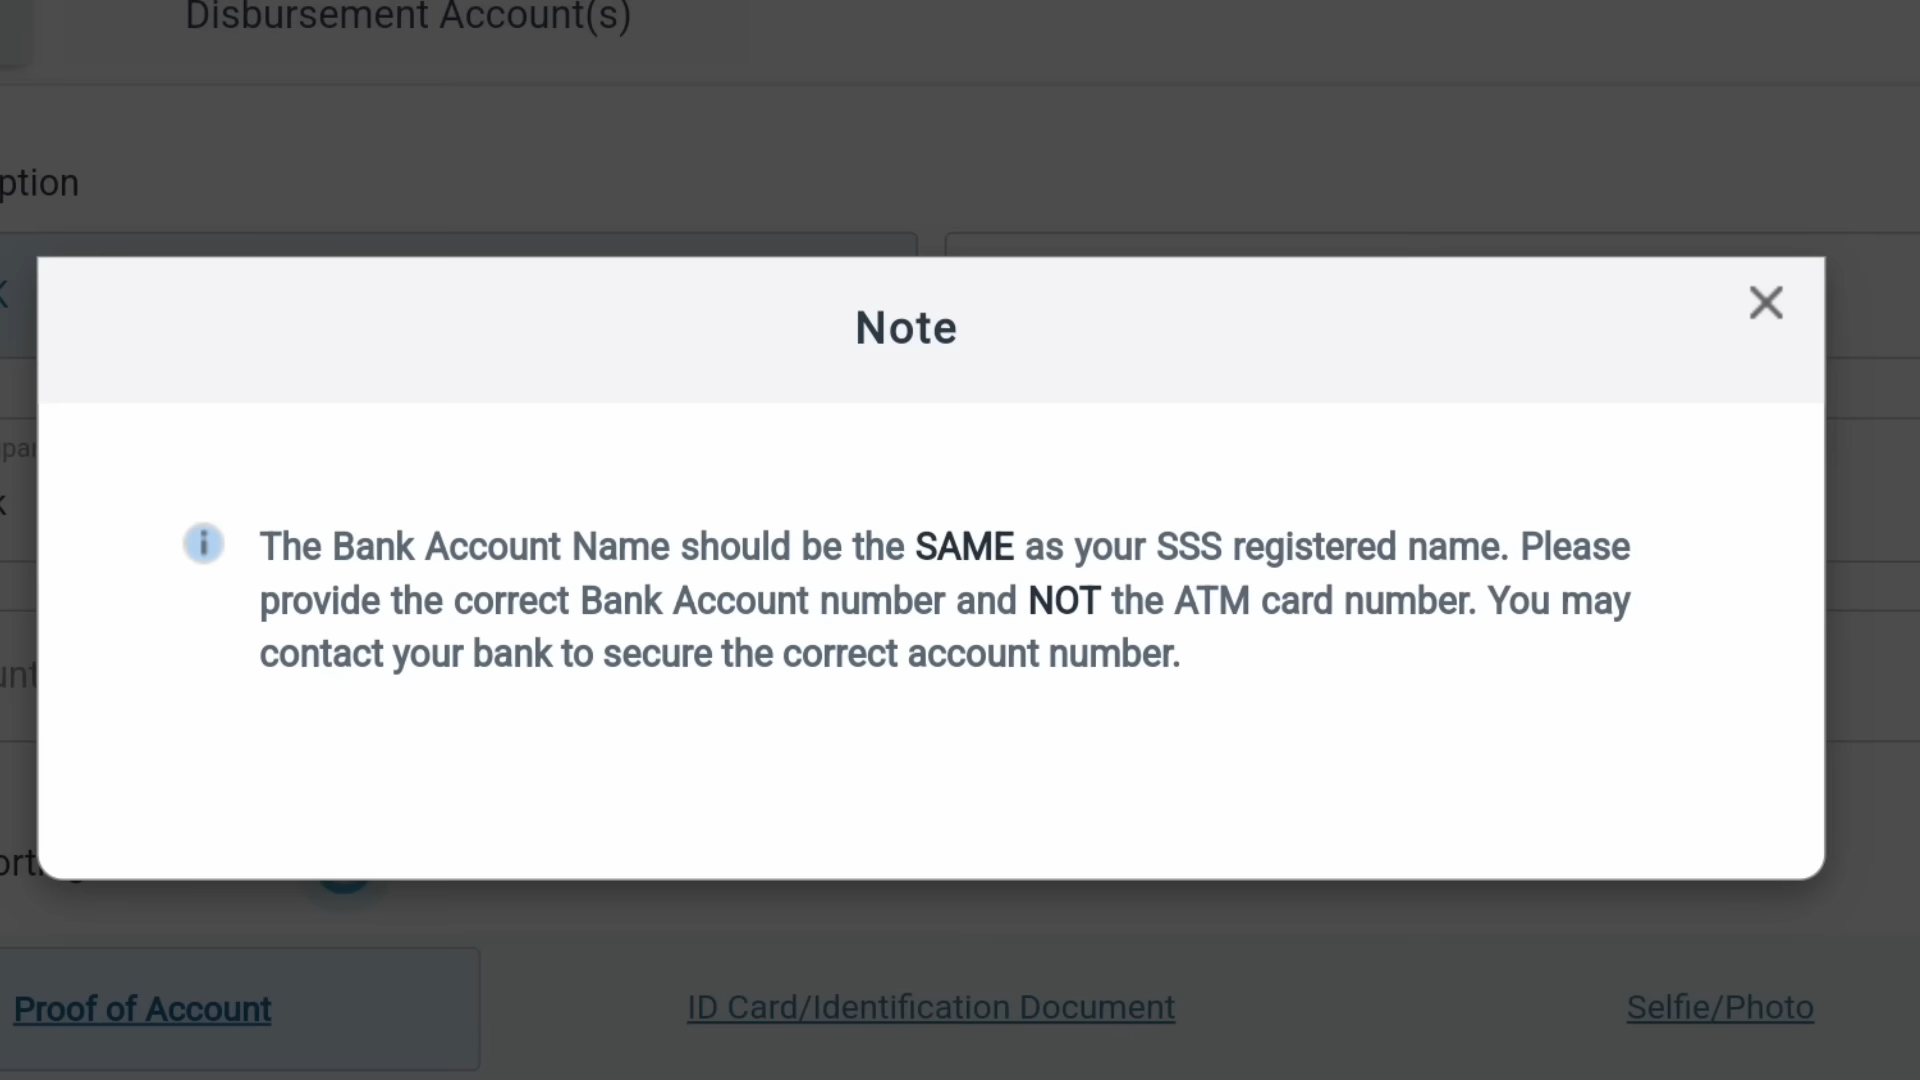 Disbursement Account(s)
ption
Note
The Bank Account Name should be the SAME as your SSS registered name. Please
provide the correct Bank Account number and NOT the ATM card number. You may
contact your bank to secure the correct account number.
Proof of Account
ID Card/Identification Document
Selfie/Photo